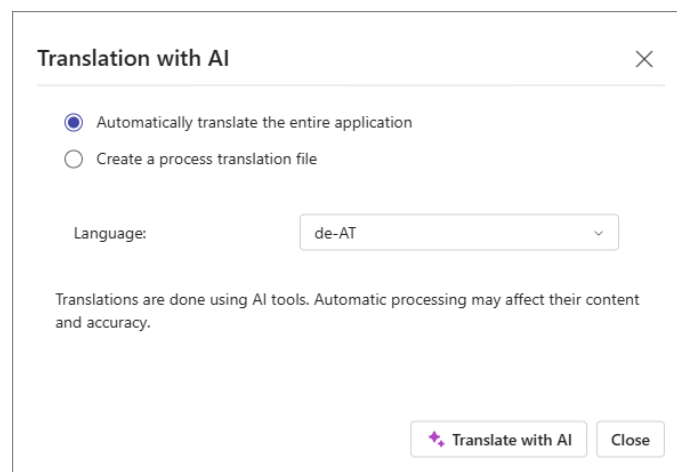 Translation with AI
Automatically translate the entire application
Create a process translation file
Language:
de-AT
Translations are done using AI tools. Automatic processing may affect their content
and accuracy.
Translate with AI
Close